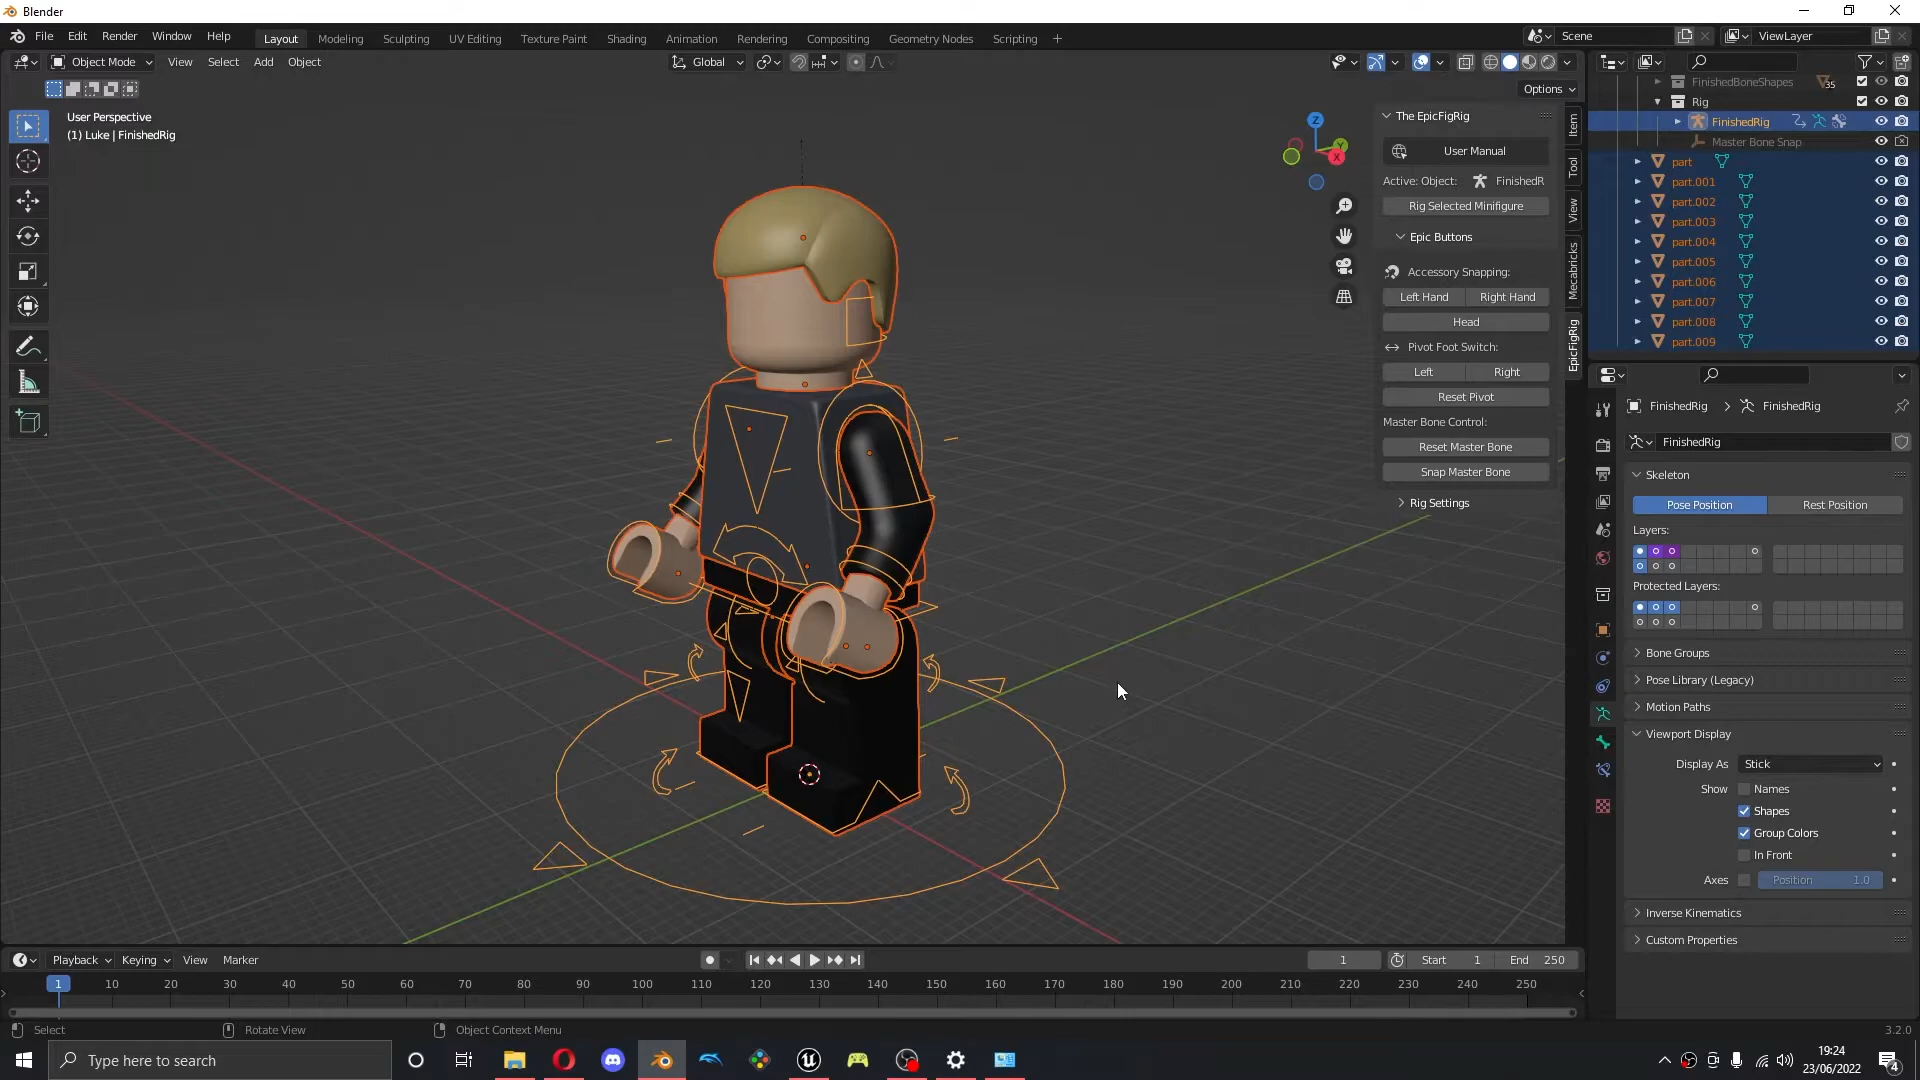 Blender
File Edit Render Window Help
Layout Modeling Sculpting UV Editing Texture Paint Shading Animation Rendering Compositing Geometry Nodes Scripting +
Scene
ViewLayer
Object Mode View Select Add Object
Global
Options
User Perspective
(1) Luke | FinishedRig
Z
Y
X
The EpicFigRig
User Manual
Active: Object: FinishedR
Rig Selected Minifigure
Epic Buttons
Accessory Snapping:
Left Hand Right Hand
Head
Pivot Foot Switch:
Left Right
Reset Pivot
Master Bone Control:
Reset Master Bone
Snap Master Bone
Rig Settings
Item
Tool
View
Mecabricks
EpicFigRig
FinishedBoneShapes 35
Rig
FinishedRig
Master Bone Snap
part
part.001
part.002
part.003
part.004
part.005
part.006
part.007
part.008
part.009
FinishedRig > FinishedRig
FinishedRig
Skeleton
Pose Position Rest Position
Layers:
Protected Layers:
Bone Groups
Pose Library (Legacy)
Motion Paths
Viewport Display
Display As Stick
Show Names
Shapes
Group Colors
In Front
Axes Position 1.0
Inverse Kinematics
Custom Properties
Playback Keying View Marker
1 Start 1 End 250
1 10 20 30 40 50 60 70 80 90 100 110 120 130 140 150 160 170 180 190 200 210 220 230 240 250
Select Rotate View Object Context Menu 3.2.0
Type here to search
19:24
23/06/2022
4